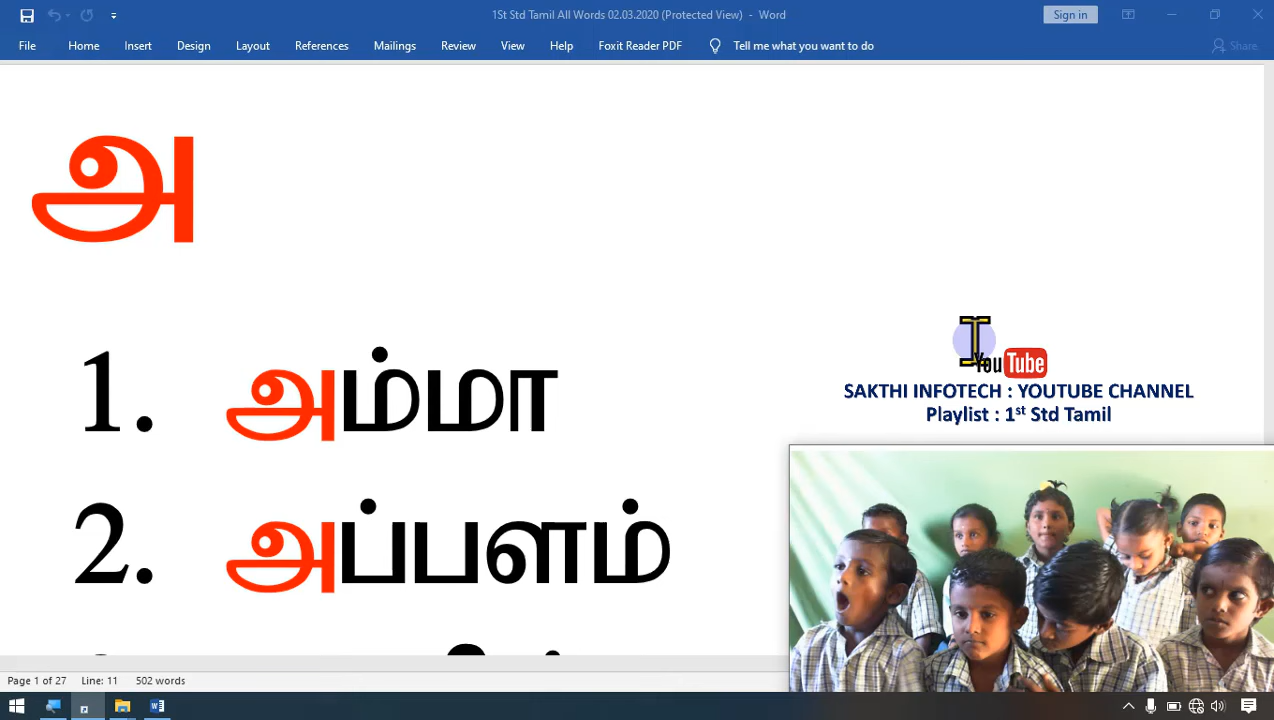 1St Std Tamil All Words 02.03.2020 (Protected View) - Word
Sign in
File Home Insert Design Layout References Mailings Review View Help Foxit Reader PDF Tell me what you want to do Share
அ
1. அம்மா
2. அப்பளம்
YouTube
SAKTHI INFOTECH : YOUTUBE CHANNEL
Playlist : 1st Std Tamil
Page 1 of 27 Line: 11 502 words